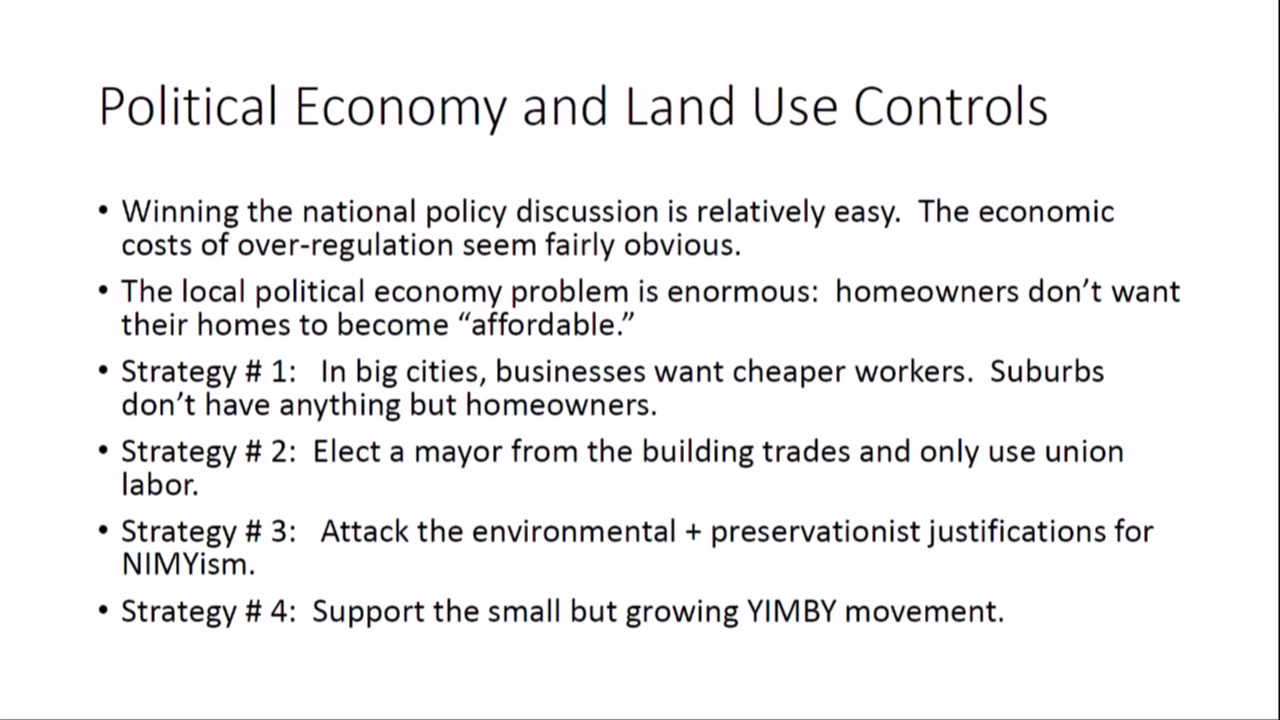 Political Economy and Land Use Controls
• Winning the national policy discussion is relatively easy.  The economic
costs of over-regulation seem fairly obvious.
• The local political economy problem is enormous:  homeowners don’t want
their homes to become “affordable.”
• Strategy # 1:   In big cities, businesses want cheaper workers.  Suburbs
don’t have anything but homeowners.
• Strategy # 2:  Elect a mayor from the building trades and only use union
labor.
• Strategy # 3:   Attack the environmental + preservationist justifications for
NIMYism.
• Strategy # 4:  Support the small but growing YIMBY movement.